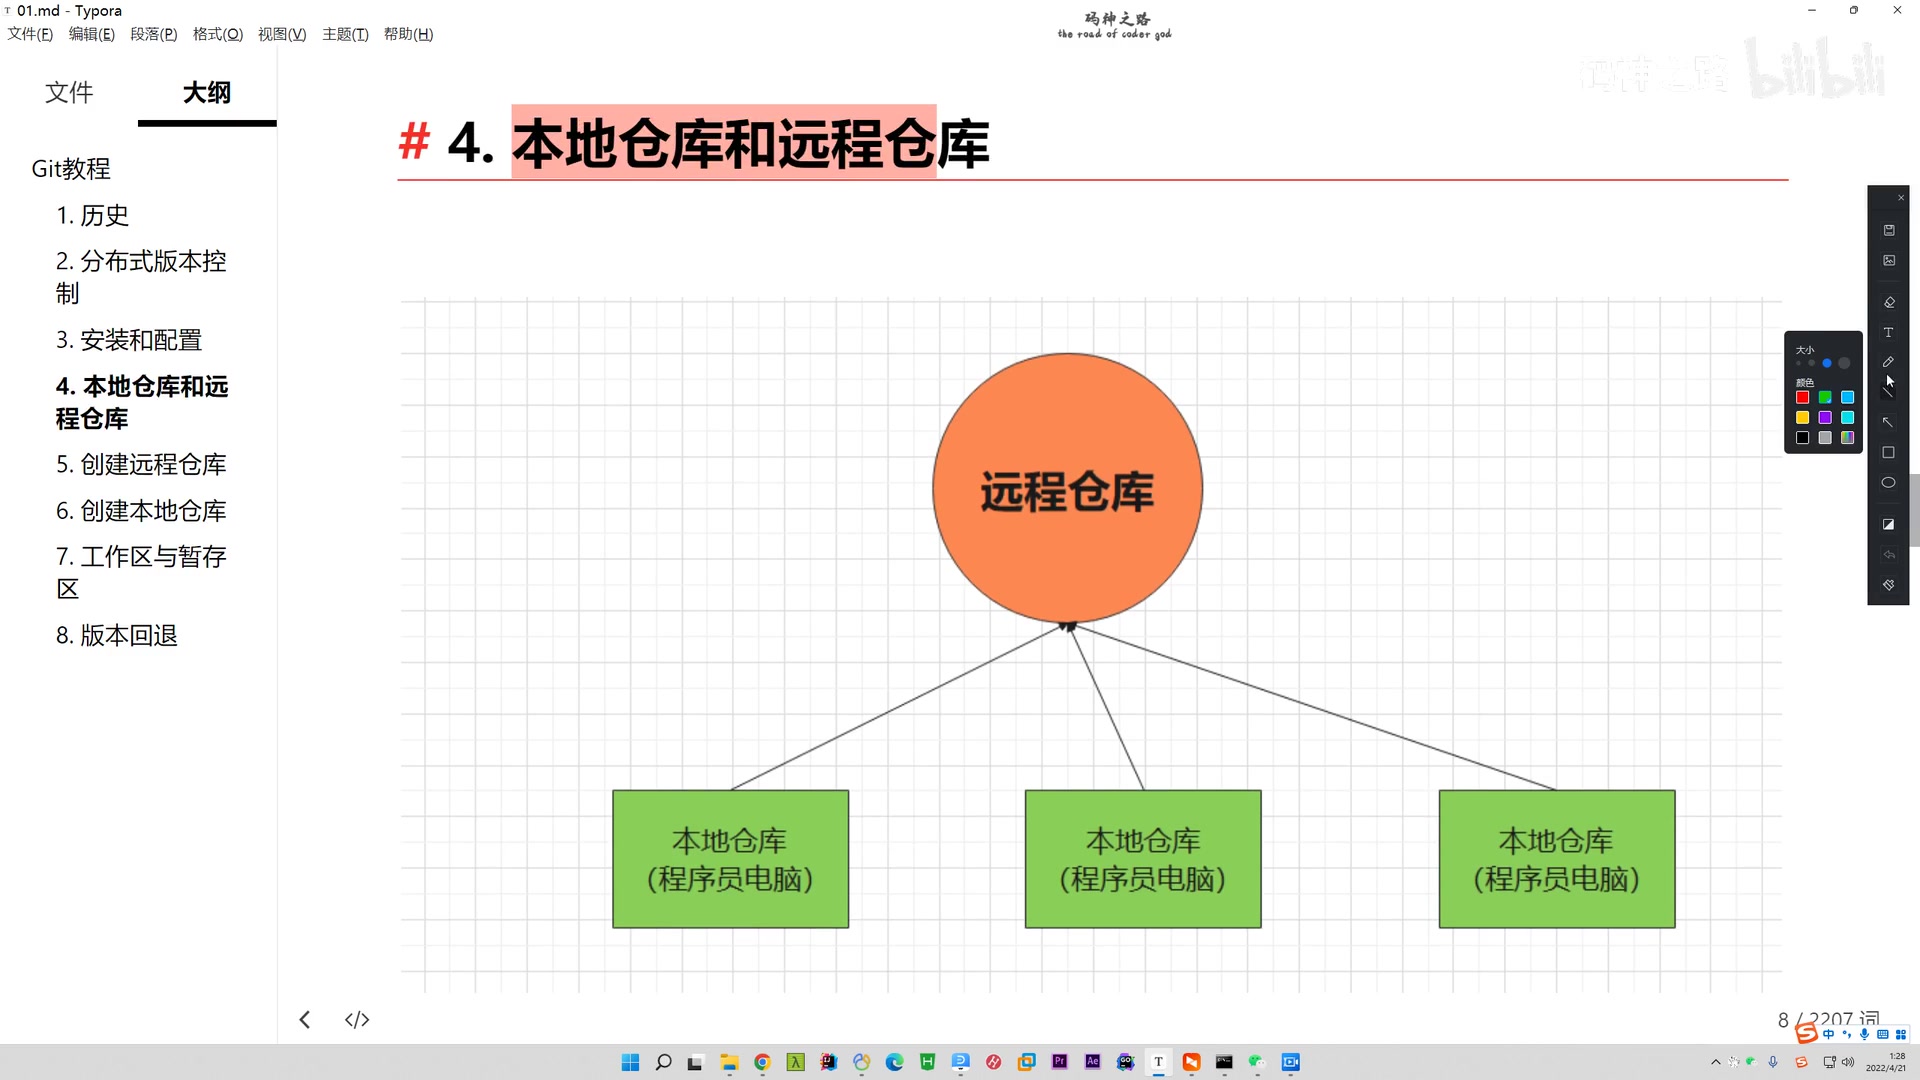 01.md - Typora
文件(F) 编辑(E) 段落(P) 格式(O) 视图(V) 主题(T) 帮助(H)
码神之路
the road of coder god
码神之路 bilibili
文件 大纲
Git教程
1. 历史
2. 分布式版本控
制
3. 安装和配置
4. 本地仓库和远
程仓库
5. 创建远程仓库
6. 创建本地仓库
7. 工作区与暂存
区
8. 版本回退
# 4. 本地仓库和远程仓库
远程仓库
本地仓库
(程序员电脑)
本地仓库
(程序员电脑)
本地仓库
(程序员电脑)
大小
颜色
8 / 2207 词
中
1:28
2022/4/21